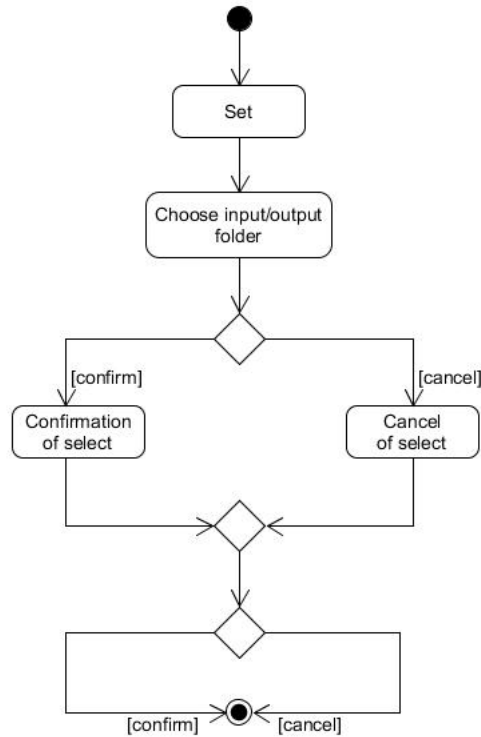 Set
Choose input/output
folder
[confirm]
[cancel]
Confirmation
of select
Cancel
of select
[confirm]
[cancel]